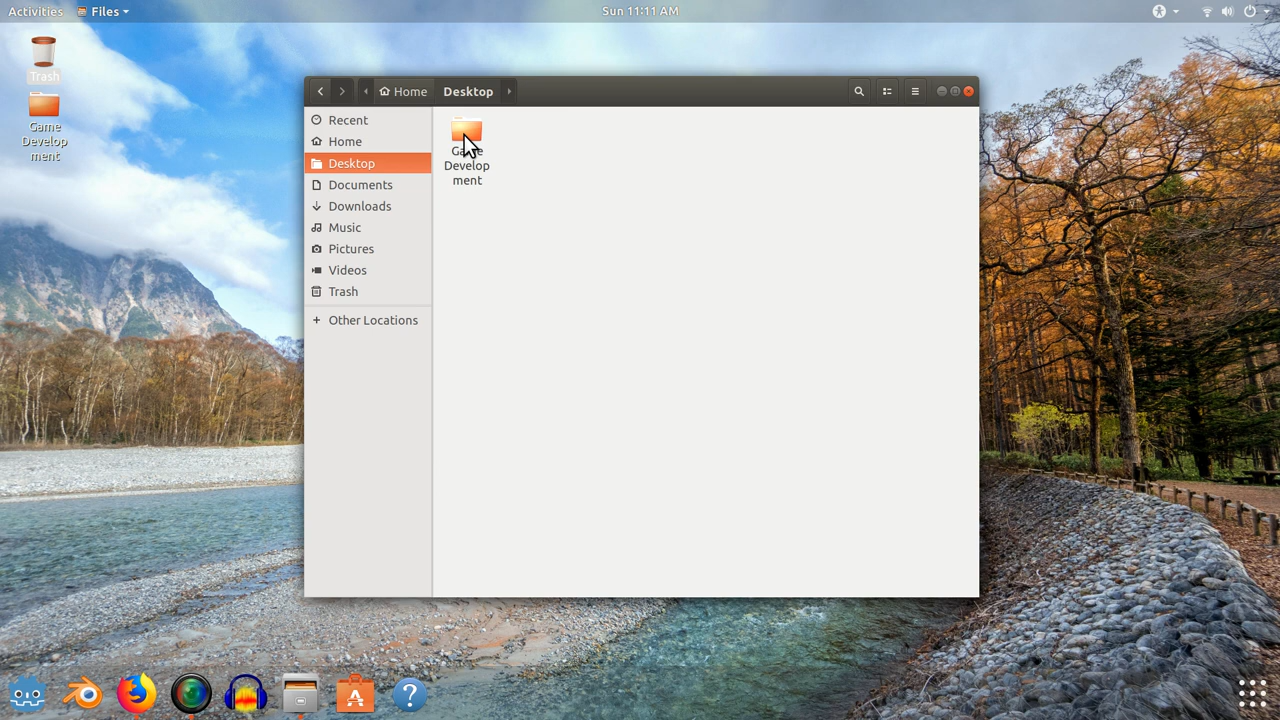 Activities
Files
Sun 11:11 AM
Trash
Game
Develop
ment
Home
Desktop
Recent
Home
Desktop
Documents
Downloads
Music
Pictures
Videos
Trash
Other Locations
Game
Develop
ment